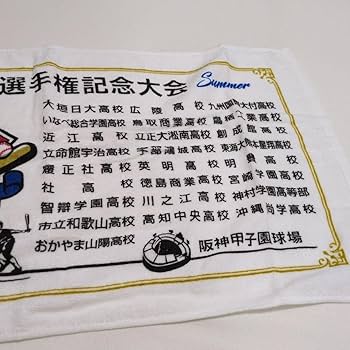 選手権記念大会 Summer
大垣日大高校 広陵高校 九州国際大付高校
いなべ総合学園高校 鳥取商業高校 鳥栖工業高校
近江高校 立正大淞南高校 創成館高校
立命館宇治高校 宇部鴻城高校 東海大熊本星翔高校
履正社高校 英明高校 明豊高校
社高校 徳島商業高校 宮崎学園高校
智辯学園高校 川之江高校 神村学園高等部
市立和歌山高校 高知中央高校 沖縄尚学高校
おかやま山陽高校 阪神甲子園球場